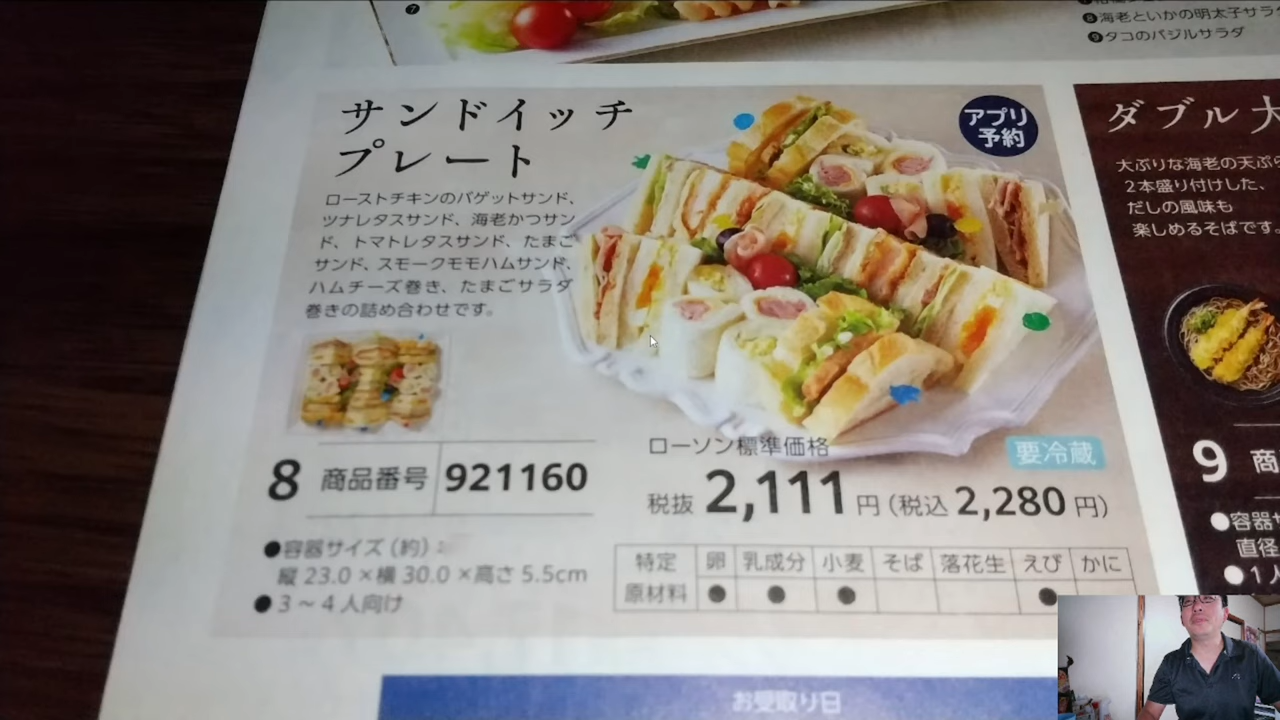 ❼
❽海老といかの明太子サラ
❾タコのバジルサラダ
サンドイッチ
プレート
アプリ
予約
ローストチキンのバゲットサンド、
ツナレタスサンド、海老かつサン
ド、トマトレタスサンド、たまご
サンド、スモークモモハムサンド、
ハムチーズ巻き、たまごサラダ
巻きの詰め合わせです。
8 商品番号 921160
●容器サイズ（約）：
縦 23.0 ×横 30.0 ×高さ 5.5cm
●3～4人向け
ローソン標準価格
要冷蔵
税抜 2,111 円（税込 2,280 円）
特定 卵 乳成分 小麦 そば 落花生 えび かに
原材料 ● ● ● ●
ダブル大
大ぶりな海老の天ぷら
2本盛り付けした、
だしの風味も
楽しめるそばです。
9 商
●容器サ
直径
●1人
お受取り日